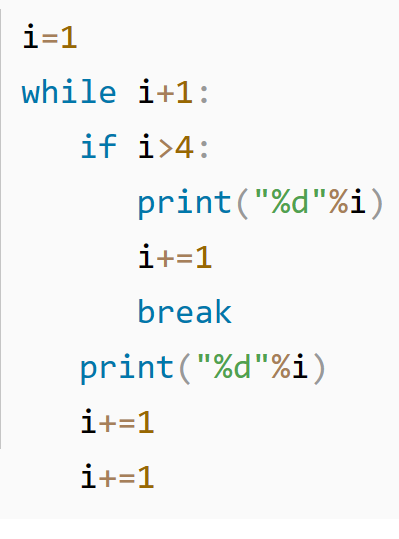 i=1
while i+1:
if i>4:
print("%d"%i)
i+=1
break
print("%d"%i)
i+=1
i+=1